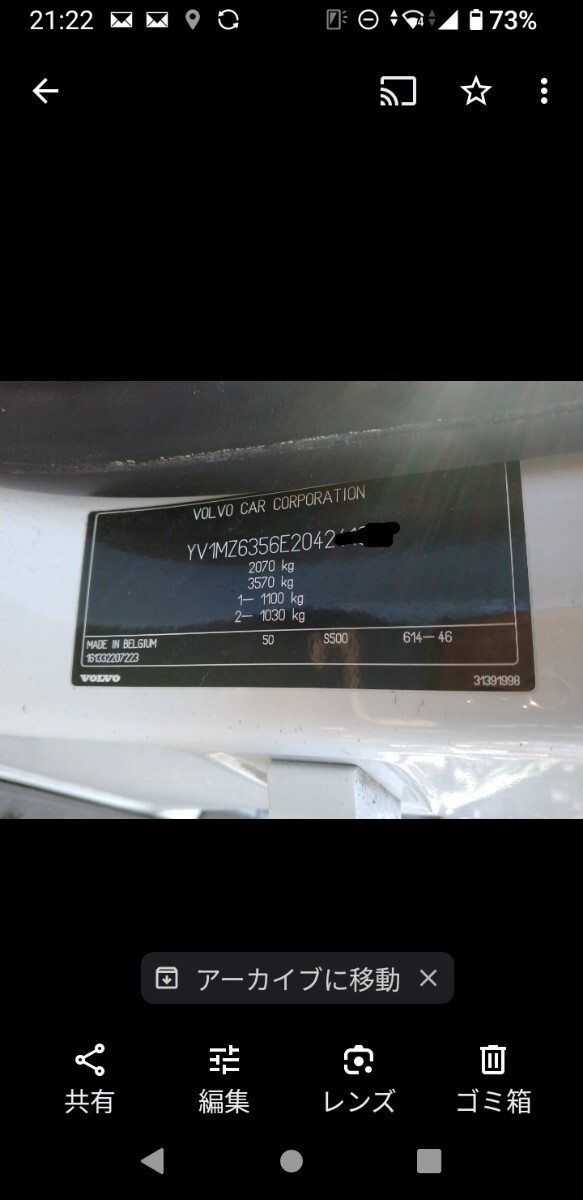 21:22
4
73%
VOLVO CAR CORPORATION
YV1MZ6356E2042
2070 kg
3570 kg
1— 1100 kg
2— 1030 kg
MADE IN BELGIUM 50 S500 614—46
161332207223
VOLVO 31391998
アーカイブに移動
共有 編集 レンズ ゴミ箱